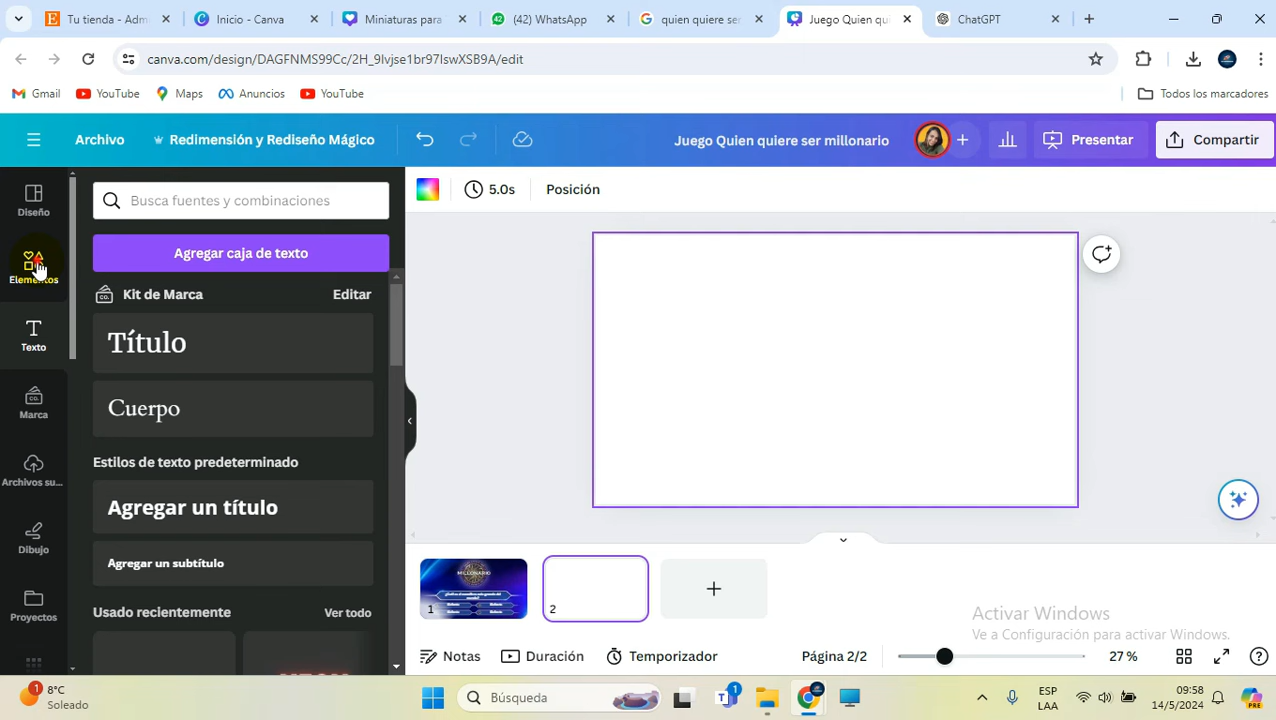 Tu tienda - Adm
Inicio - Canva
Miniaturas para
(42) WhatsApp
quien quiere ser
Juego Quien qui
ChatGPT
canva.com/design/DAGFNMS99Cc/2H_9Ivjse1br97IswXSB9A/edit
Gmail
YouTube
Maps
Anuncios
YouTube
Todos los marcadores
Archivo
Redimensión y Rediseño Mágico
Juego Quien quiere ser millonario
Presentar
Compartir
Diseño
Elementos
Texto
Marca
Archivos su...
Dibujo
Proyectos
Busca fuentes y combinaciones
Agregar caja de texto
Kit de Marca
Editar
Título
Cuerpo
Estilos de texto predeterminado
Agregar un título
Agregar un subtítulo
Usado recientemente
Ver todo
5.0s
Posición
MILLONARIO
1
2
Activar Windows
Ve a Configuración para activar Windows.
Notas
Duración
Temporizador
Página 2/2
27 %
1
8°C
Soleado
Búsqueda
1
ESP
LAA
09:58
14/5/2024